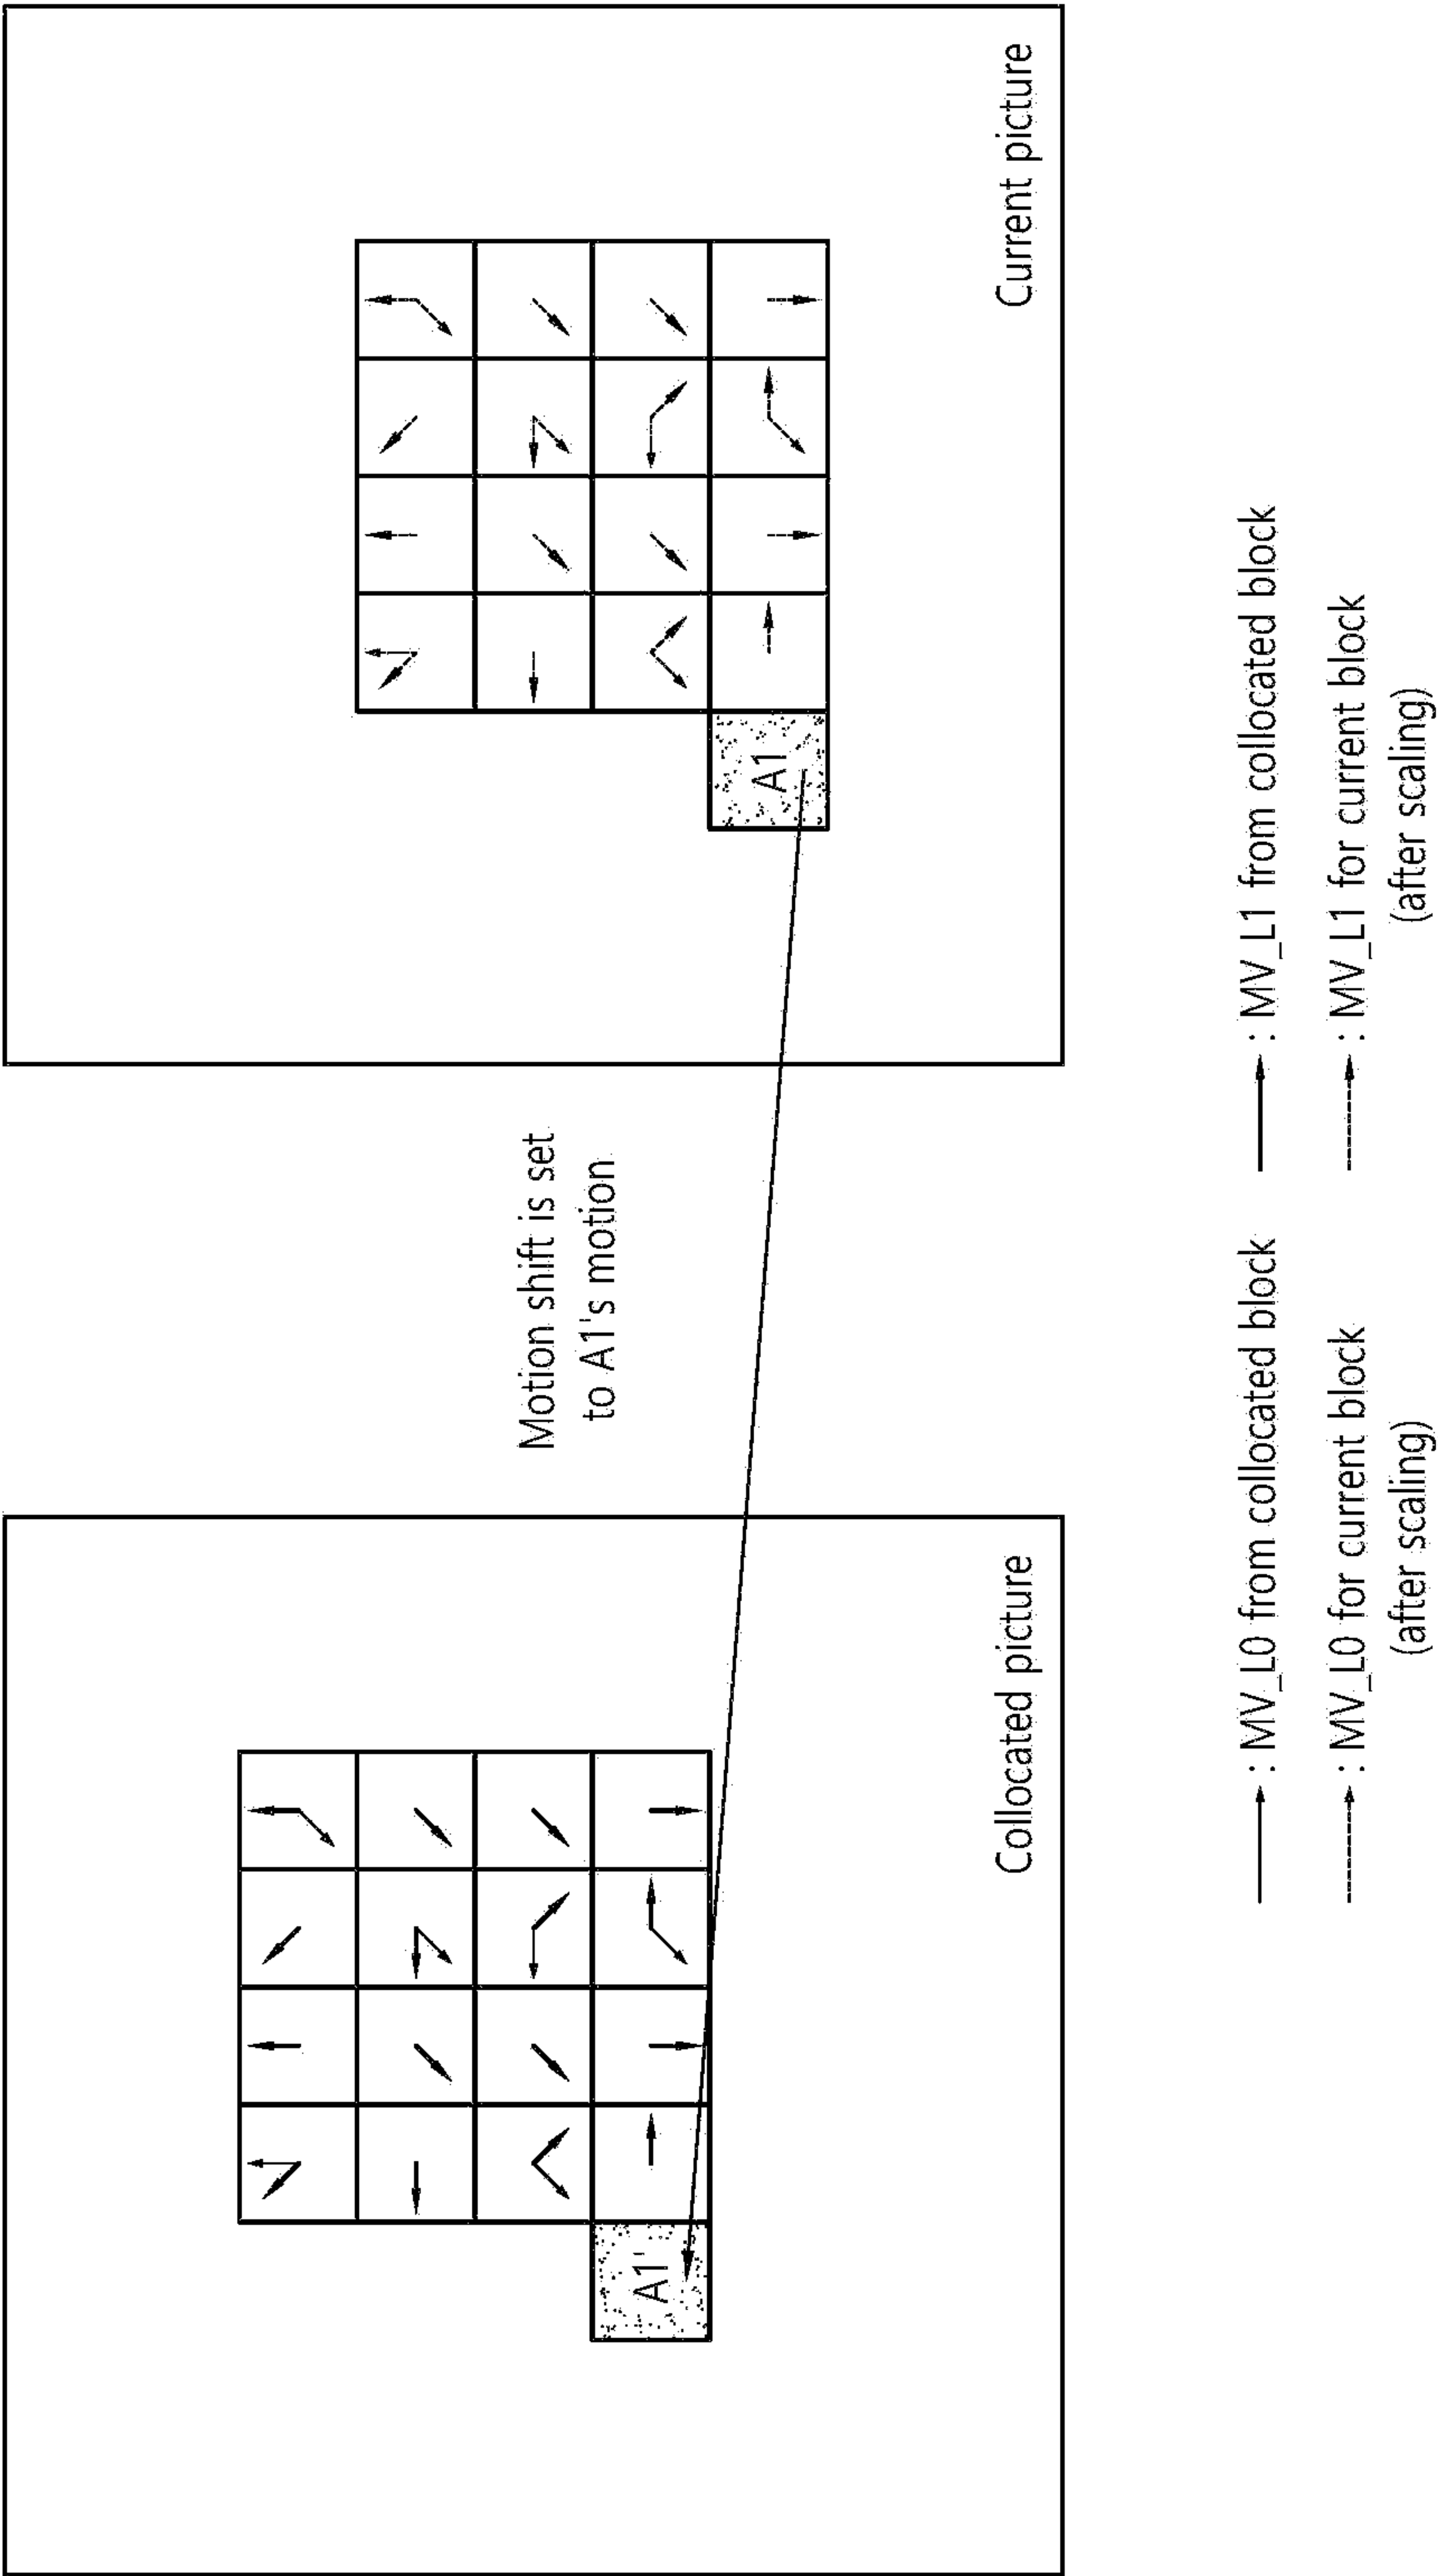 Collocated picture
A1'
Motion shift is set
to A1's motion
Current picture
A1
: MV_L0 from collocated block
: MV_L1 from collocated block
: MV_L0 for current block
(after scaling)
: MV_L1 for current block
(after scaling)